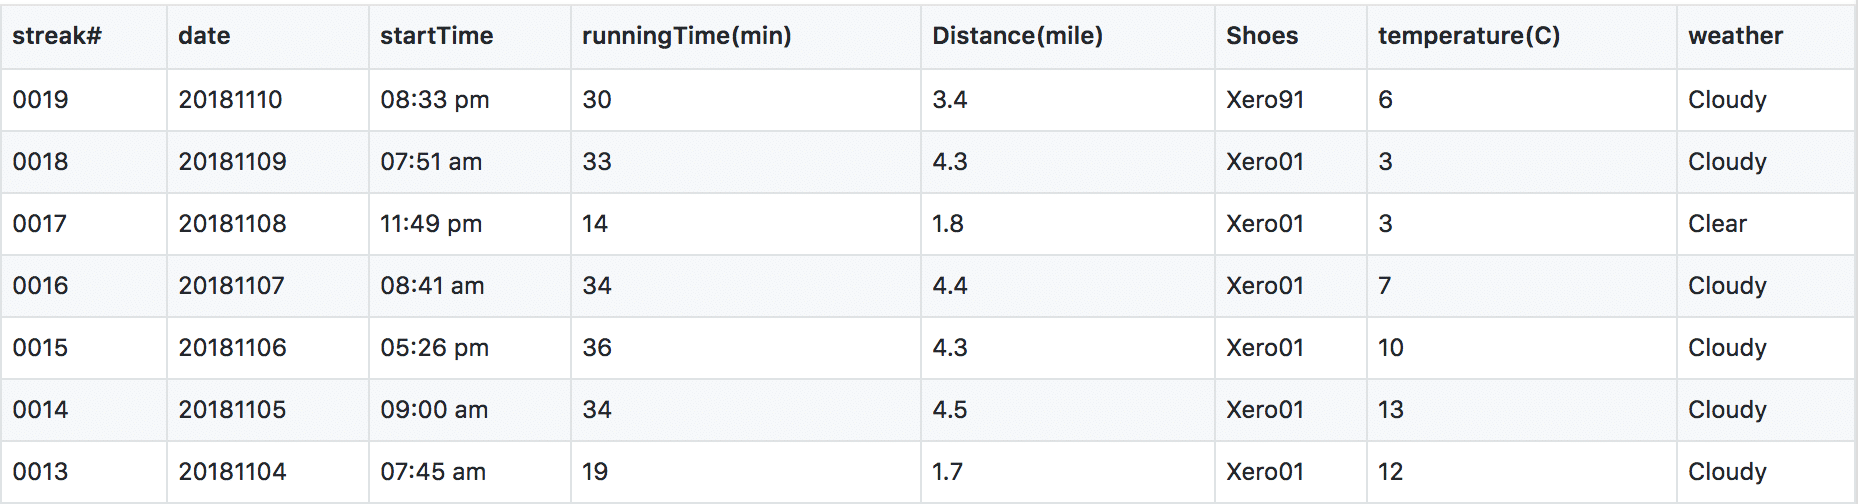 streak# date startTime runningTime(min) Distance(mile) Shoes temperature(C) weather
0019 20181110 08:33 pm 30 3.4 Xero91 6 Cloudy
0018 20181109 07:51 am 33 4.3 Xero01 3 Cloudy
0017 20181108 11:49 pm 14 1.8 Xero01 3 Clear
0016 20181107 08:41 am 34 4.4 Xero01 7 Cloudy
0015 20181106 05:26 pm 36 4.3 Xero01 10 Cloudy
0014 20181105 09:00 am 34 4.5 Xero01 13 Cloudy
0013 20181104 07:45 am 19 1.7 Xero01 12 Cloudy